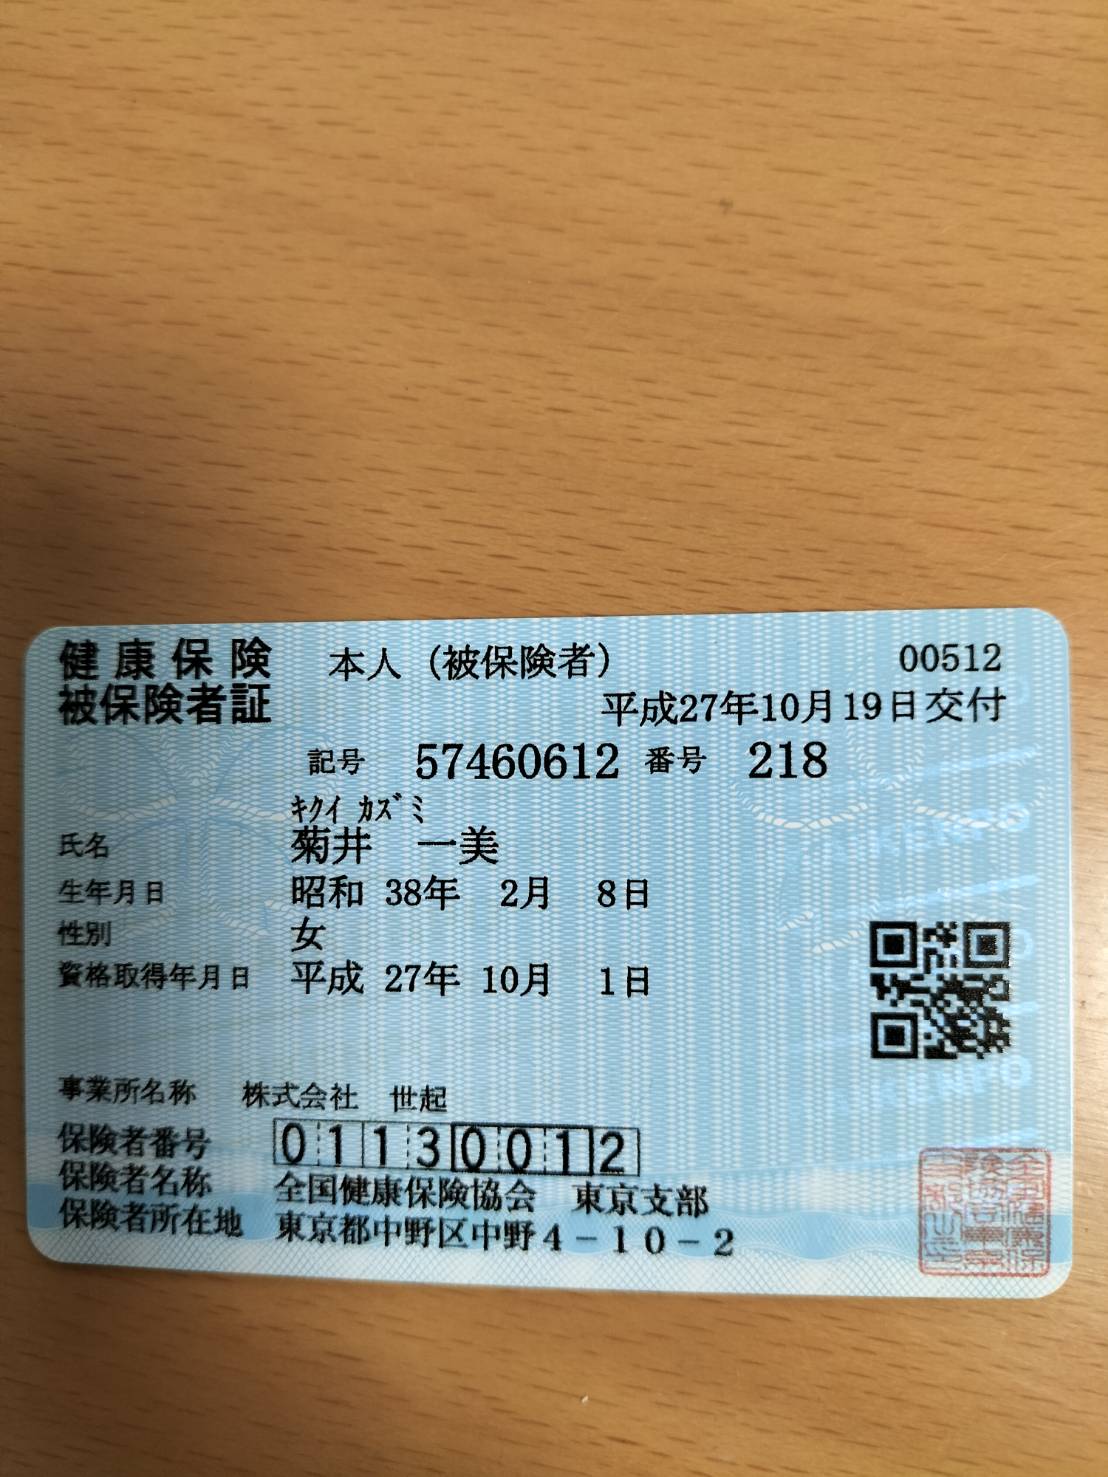 健康保険 本人（被保険者） 00512
被保険者証 平成27年10月19日交付
記号 57460612 番号 218
ｷｸｲ ｶｽﾞﾐ
氏名 菊井 一美
生年月日 昭和 38年 2月 8日
性別 女
資格取得年月日 平成 27年 10月 1日
事業所名称 株式会社 世起
保険者番号 01130012
保険者名称 全国健康保険協会 東京支部
保険者所在地 東京都中野区中野4－10－2